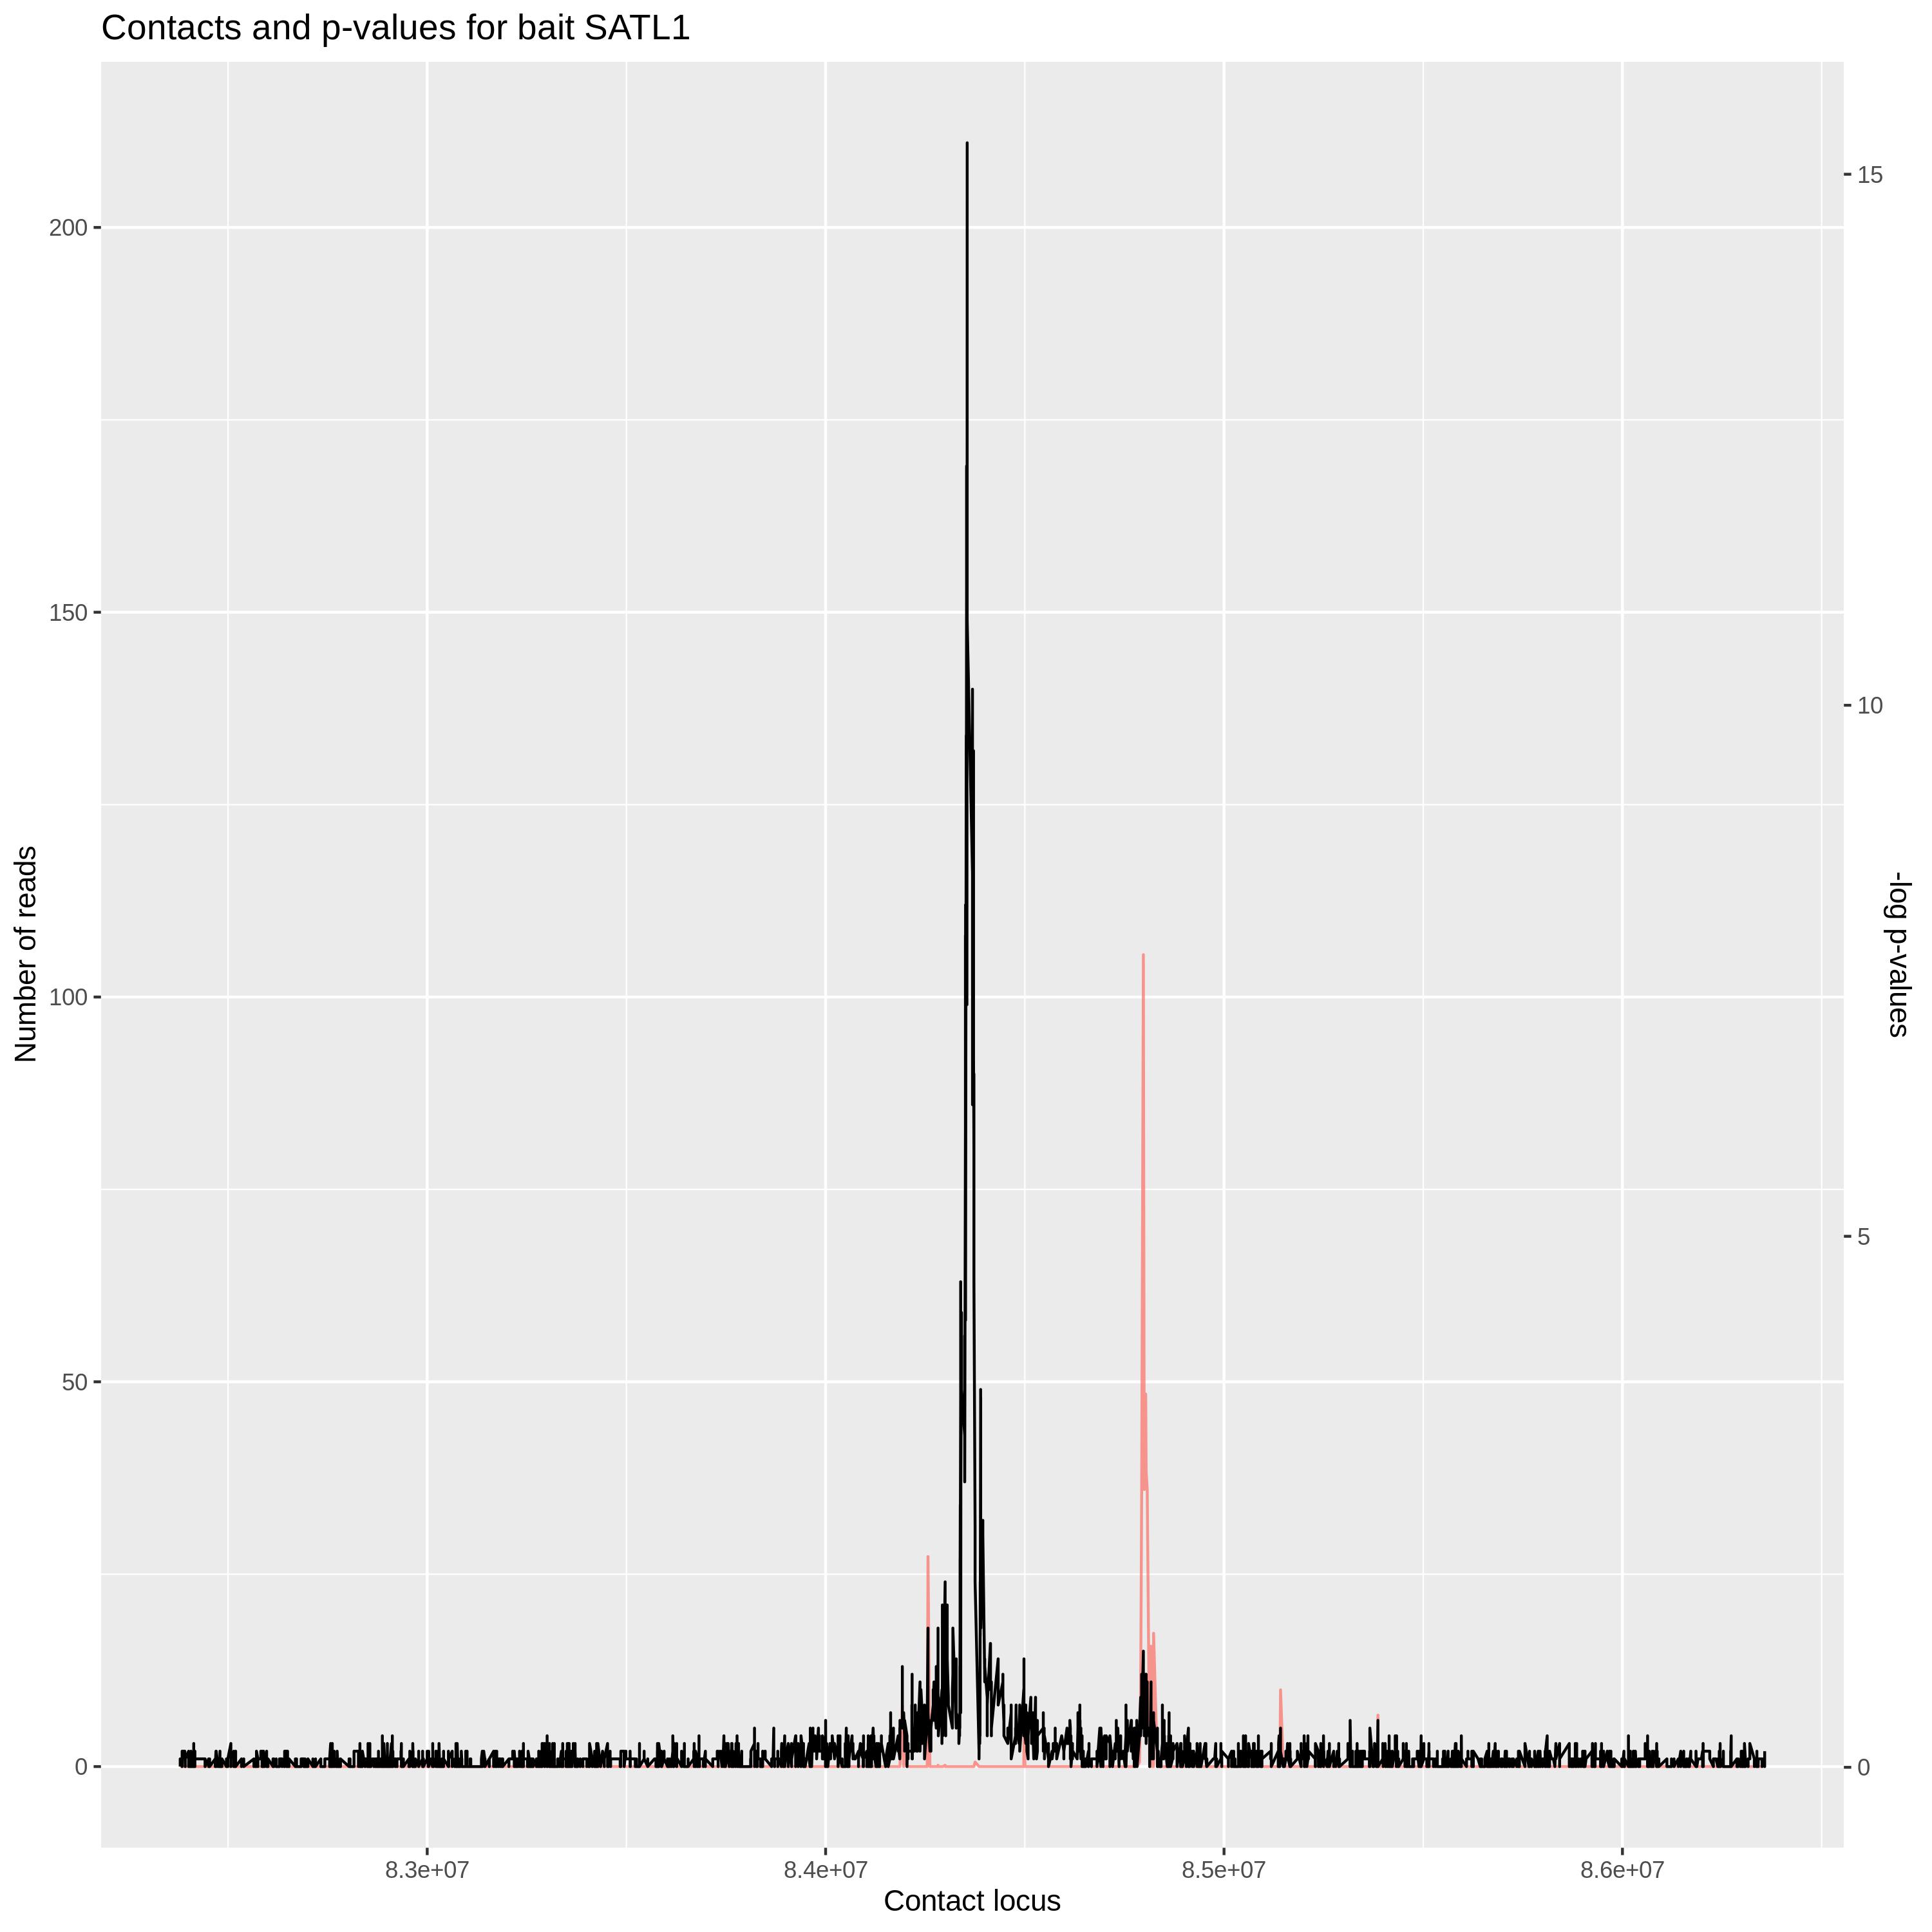 Contacts and p-values for bait SATL1
200
150
100
50
0
15
10
5
0
Number of reads
-log p-values
8.3e+07
8.4e+07
8.5e+07
8.6e+07
Contact locus